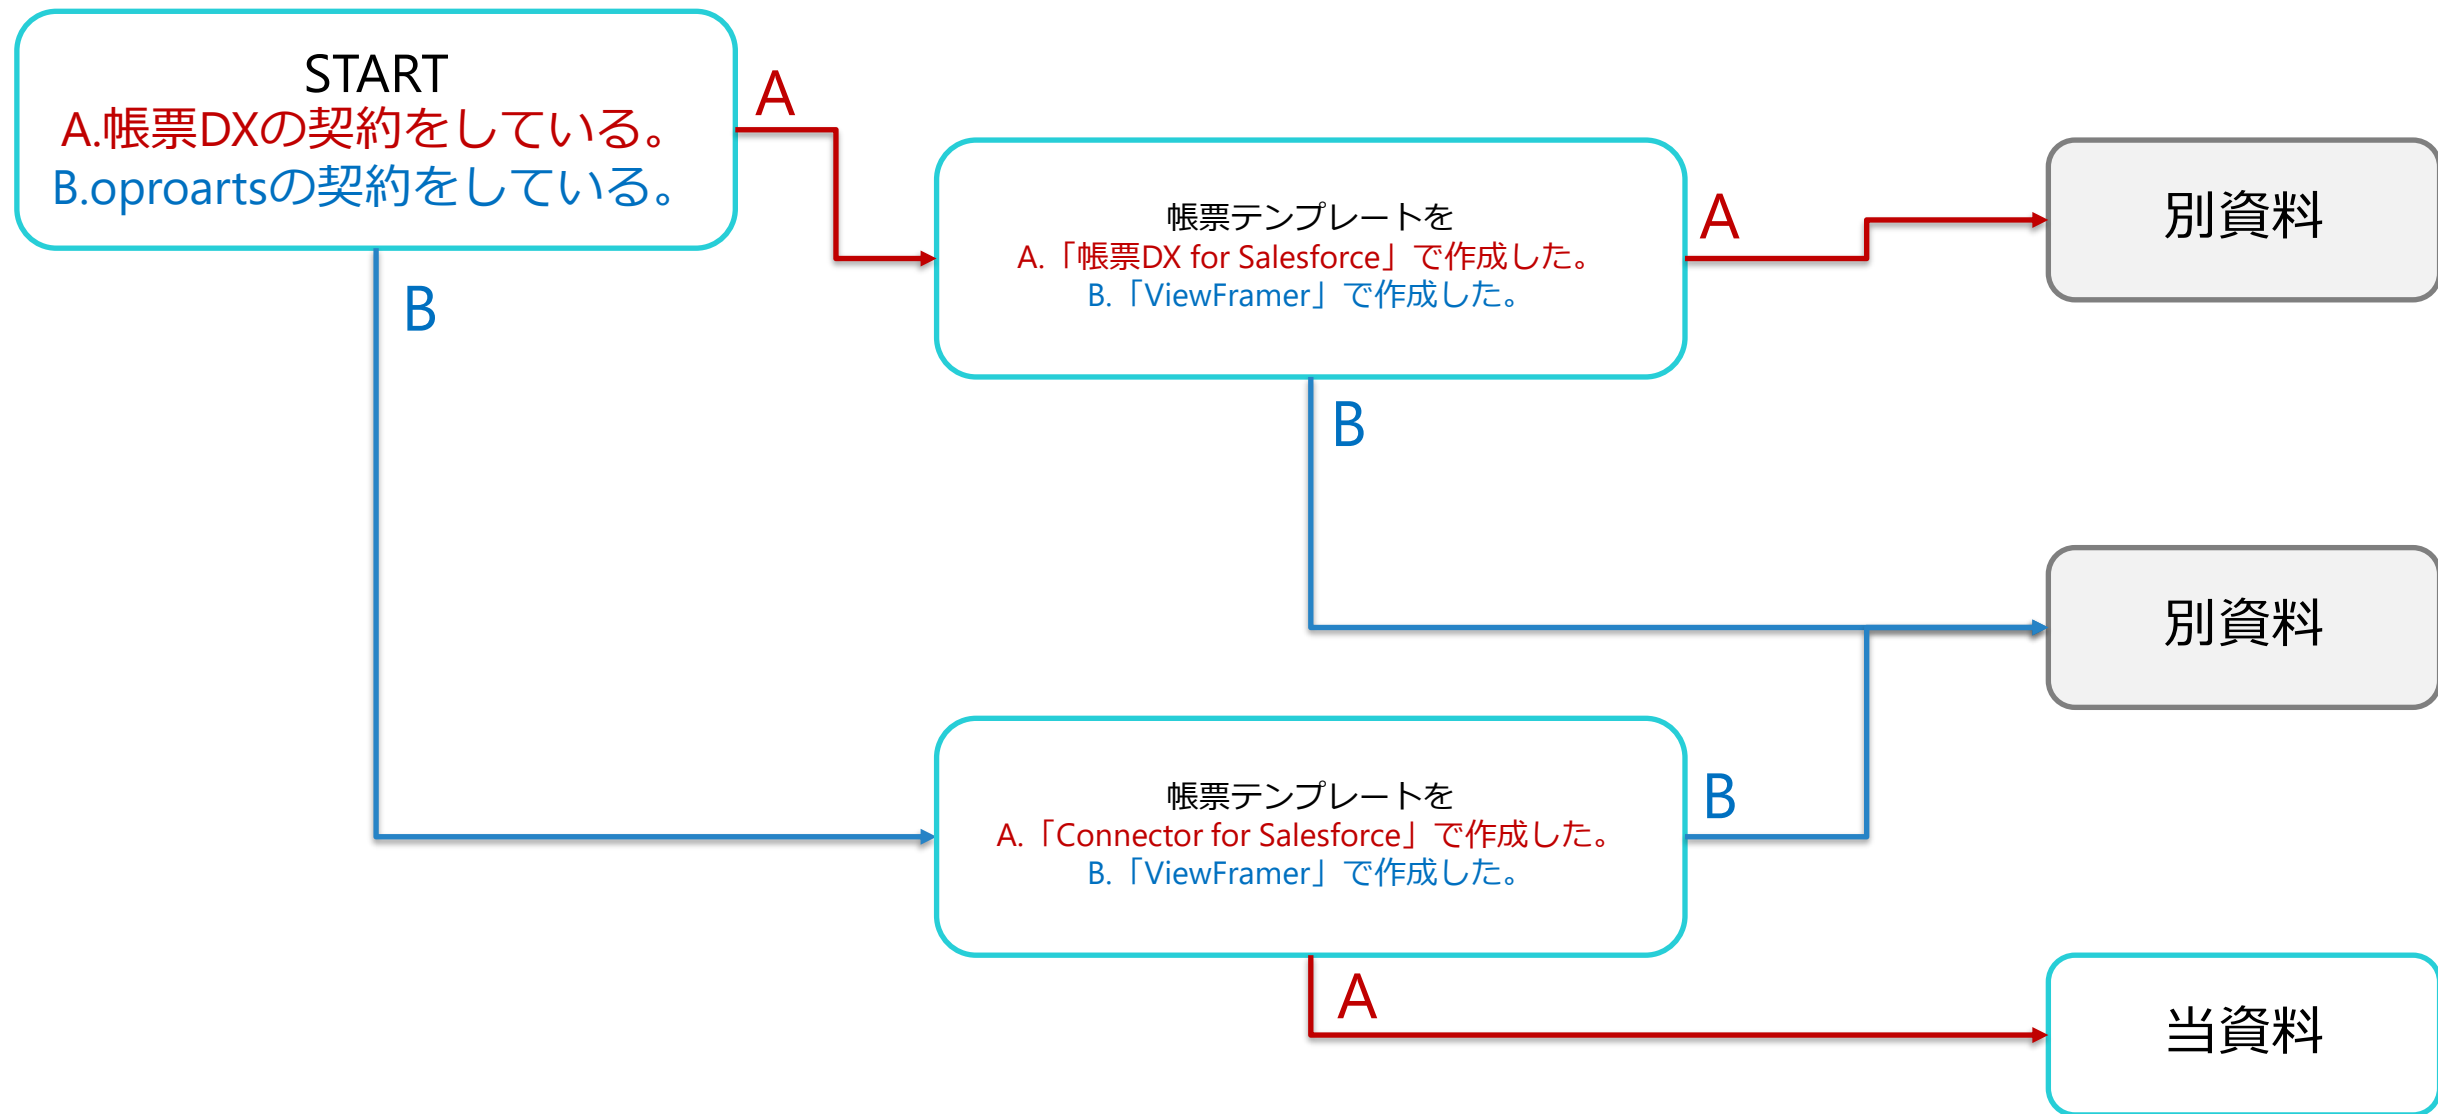 START
A.帳票DXの契約をしている。
B.oproartsの契約をしている。
A
帳票テンプレートを
A.「帳票DX for Salesforce」で作成した。
B.「ViewFramer」で作成した。
A
別資料
B
B
別資料
帳票テンプレートを
A.「Connector for Salesforce」で作成した。
B.「ViewFramer」で作成した。
B
A
当資料